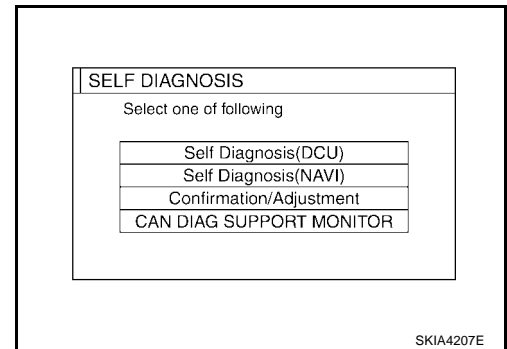 SELF DIAGNOSIS
Select one of following
Self Diagnosis(DCU)
Self Diagnosis(NAVI)
Confirmation/Adjustment
CAN DIAG SUPPORT MONITOR
SKIA4207E